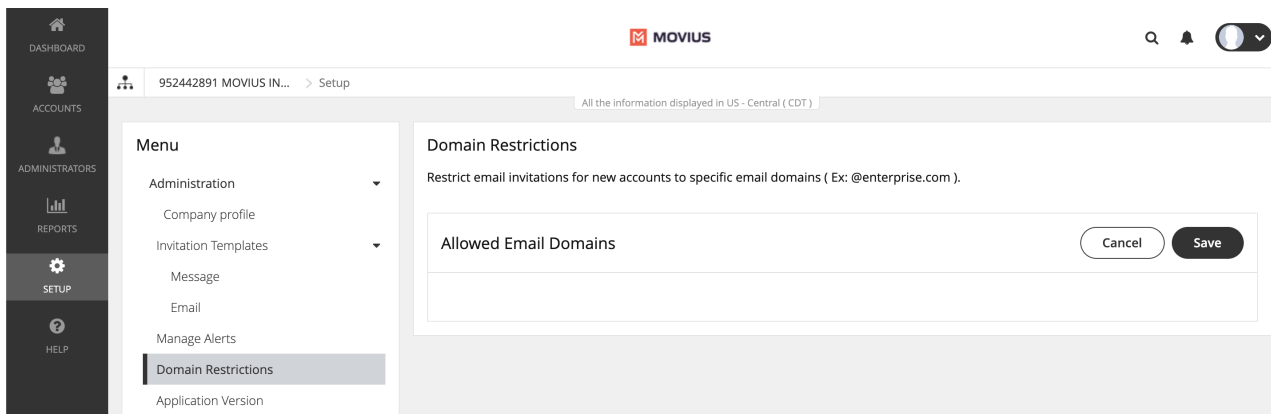 DASHBOARD
ACCOUNTS
ADMINISTRATORS
REPORTS
SETUP
HELP
MOVIUS
952442891 MOVIUS IN... > Setup
All the information displayed in US - Central ( CDT )
Menu
Administration
Company profile
Invitation Templates
Message
Email
Manage Alerts
Domain Restrictions
Application Version
Domain Restrictions
Restrict email invitations for new accounts to specific email domains ( Ex: @enterprise.com ).
Allowed Email Domains
Cancel
Save